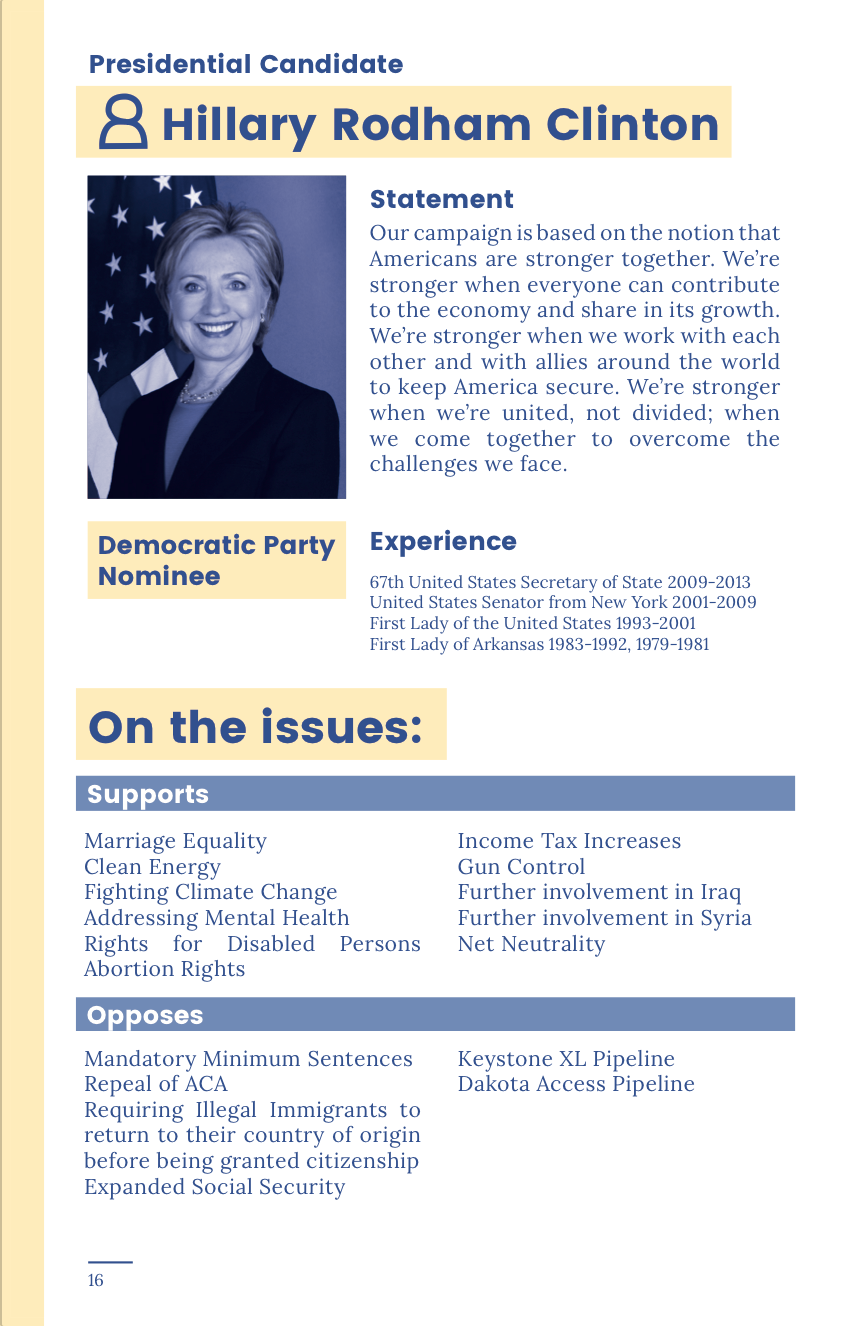 Presidential Candidate
Hillary Rodham Clinton
Statement
Our campaign is based on the notion that
Americans are stronger together. We’re
stronger when everyone can contribute
to the economy and share in its growth.
We’re stronger when we work with each
other and with allies around the world
to keep America secure. We’re stronger
when we’re united, not divided; when
we come together to overcome the
challenges we face.
Democratic Party
Nominee
Experience
67th United States Secretary of State 2009-2013
United States Senator from New York 2001-2009
First Lady of the United States 1993-2001
First Lady of Arkansas 1983-1992, 1979-1981
On the issues:
Supports
Marriage Equality
Clean Energy
Fighting Climate Change
Addressing Mental Health
Rights for Disabled Persons
Abortion Rights
Income Tax Increases
Gun Control
Further involvement in Iraq
Further involvement in Syria
Net Neutrality
Opposes
Mandatory Minimum Sentences
Repeal of ACA
Requiring Illegal Immigrants to
return to their country of origin
before being granted citizenship
Expanded Social Security
Keystone XL Pipeline
Dakota Access Pipeline
16